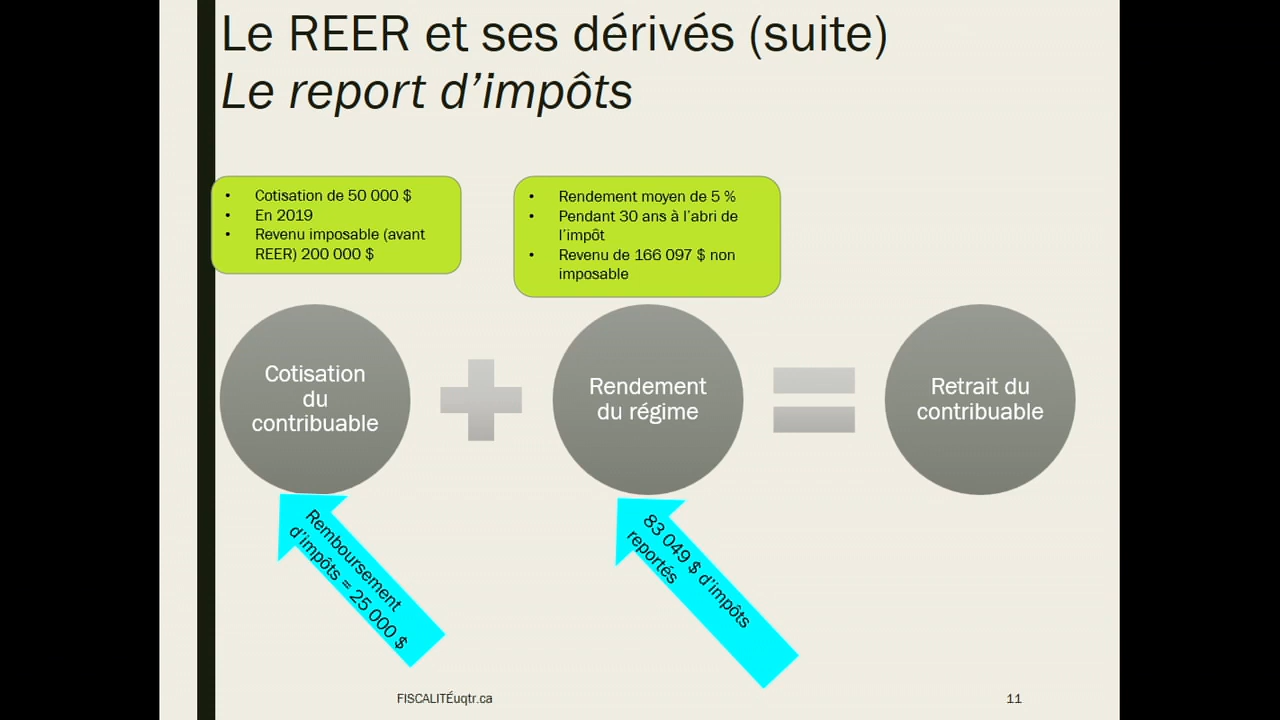 Le REER et ses dérivés (suite)
Le report d'impôts
• Cotisation de 50 000 $
• En 2019
• Revenu imposable (avant
REER) 200 000 $
• Rendement moyen de 5 %
• Pendant 30 ans à l'abri de
l'impôt
• Revenu de 166 097 $ non
imposable
Cotisation
du
contribuable
Rendement
du régime
Retrait du
contribuable
Remboursement
d'impôts = 25 000 $
83 049 $ d'impôts
reportés
FISCALITÉuqtr.ca
11